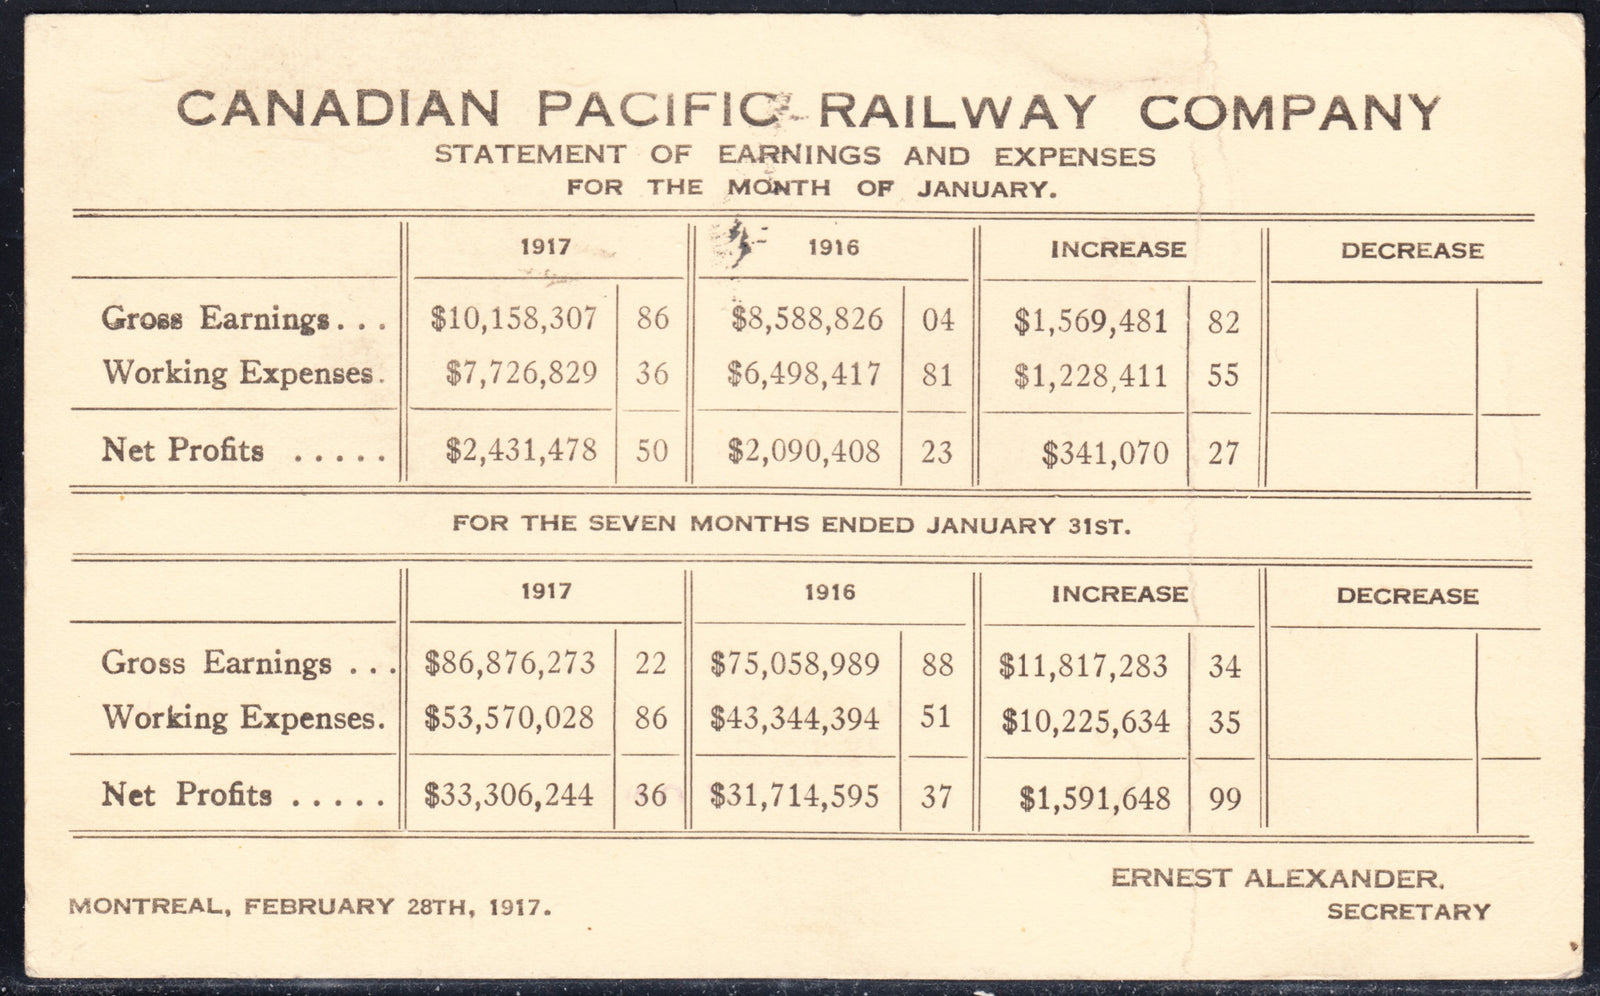 CANADIAN PACIFIC RAILWAY COMPANY
STATEMENT OF EARNINGS AND EXPENSES
FOR THE MONTH OF JANUARY.
1917 1916 INCREASE DECREASE
Gross Earnings... $10,158,307 86 $8,588,826 04 $1,569,481 82
Working Expenses. $7,726,829 36 $6,498,417 81 $1,228,411 55
Net Profits ..... $2,431,478 50 $2,090,408 23 $341,070 27
FOR THE SEVEN MONTHS ENDED JANUARY 31ST.
1917 1916 INCREASE DECREASE
Gross Earnings ... $86,876,273 22 $75,058,989 88 $11,817,283 34
Working Expenses. $53,570,028 86 $43,344,394 51 $10,225,634 35
Net Profits ..... $33,306,244 36 $31,714,595 37 $1,591,648 99
ERNEST ALEXANDER.
MONTREAL, FEBRUARY 28TH, 1917. SECRETARY